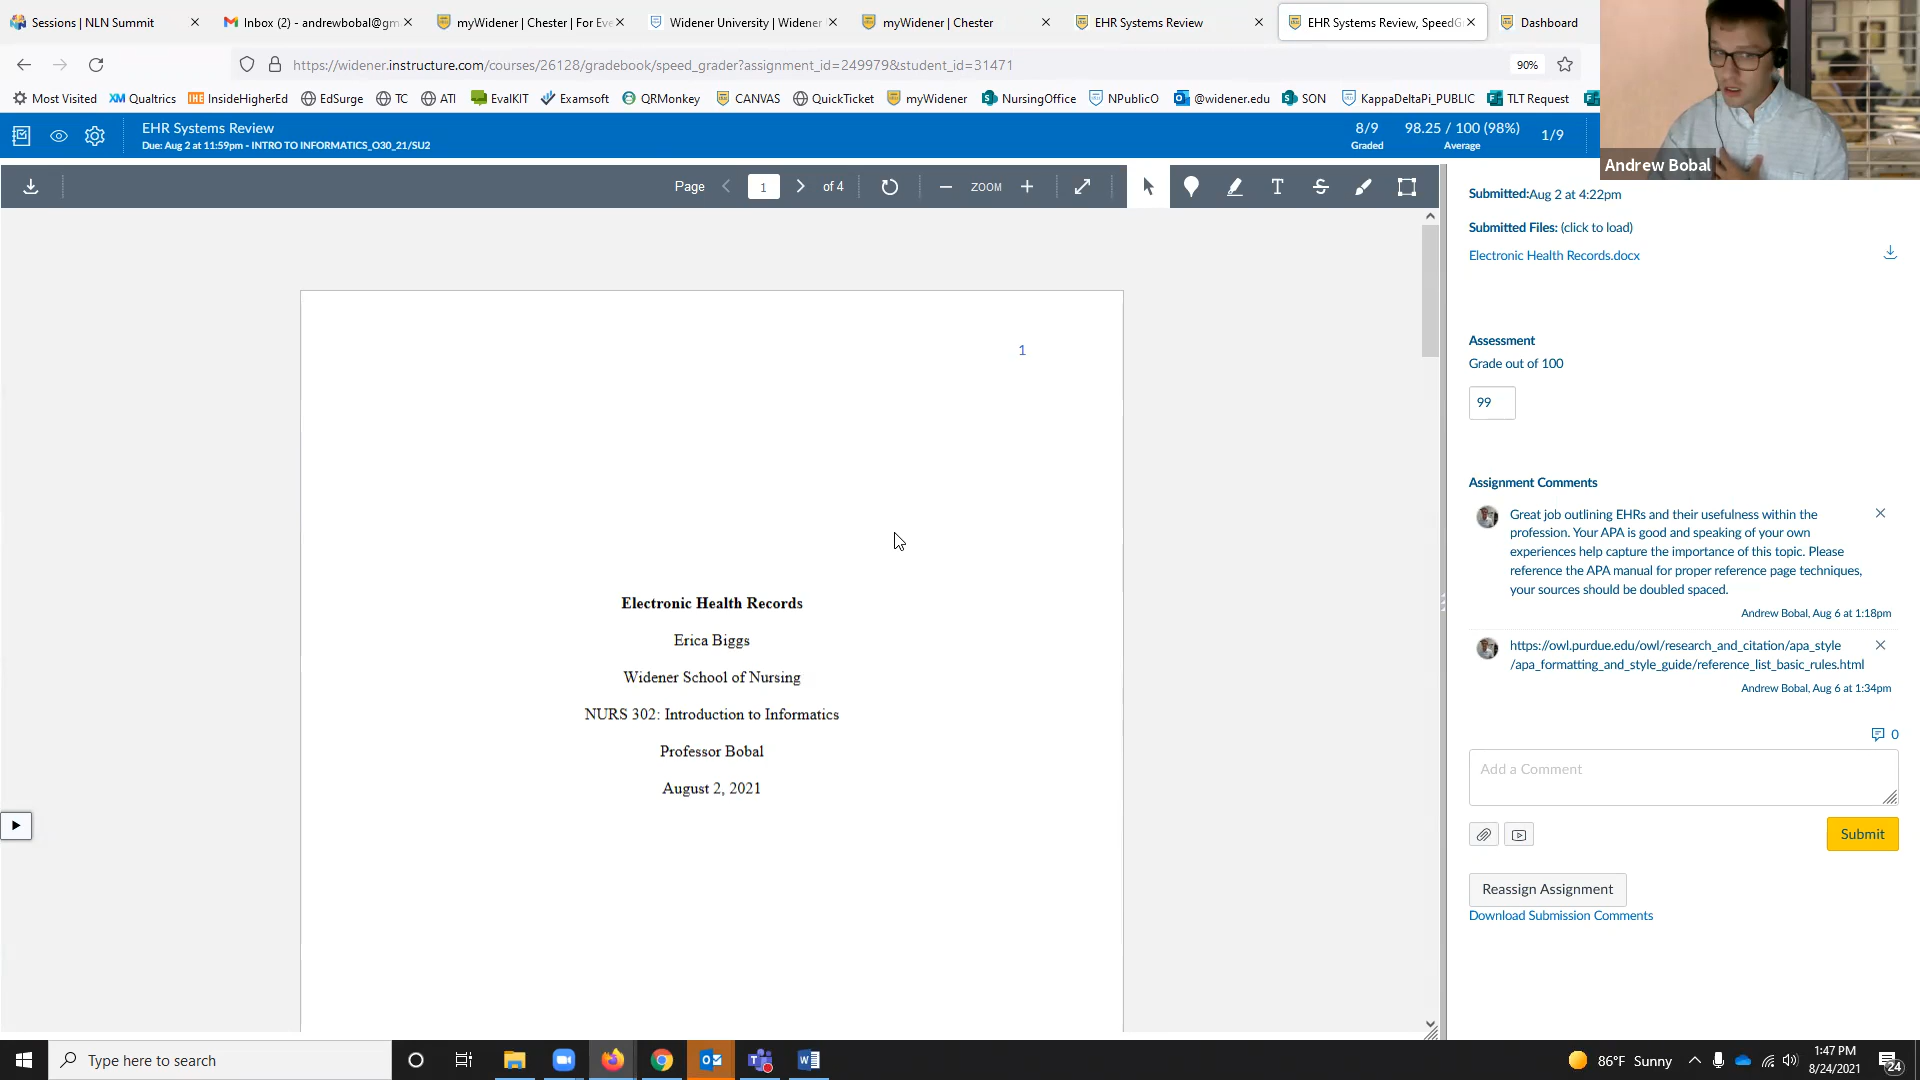 Sessions | NLN Summit
Inbox (2) - andrewbobal@gm
myWidener | Chester | For Eve
Widener University | Widener
myWidener | Chester
EHR Systems Review
EHR Systems Review, SpeedG
Dashboard
https://widener.instructure.com/courses/26128/gradebook/speed_grader?assignment_id=249979&student_id=31471
90%
Most Visited
XM Qualtrics
IHE InsideHigherEd
EdSurge
TC
ATI
EvalKIT
Examsoft
QRMonkey
CANVAS
QuickTicket
myWidener
NursingOffice
NPublicO
@widener.edu
SON
KappaDeltaPi_PUBLIC
TLT Request
EHR Systems Review
Due: Aug 2 at 11:59pm - INTRO TO INFORMATICS_O30_21/SU2
8/9
Graded
98.25 / 100 (98%)
Average
1/9
Andrew Bobal
Page 1 of 4
ZOOM
Submitted:Aug 2 at 4:22pm
Submitted Files: (click to load)
Electronic Health Records.docx
1
Electronic Health Records
Erica Biggs
Widener School of Nursing
NURS 302: Introduction to Informatics
Professor Bobal
August 2, 2021
Assessment
Grade out of 100
99
Assignment Comments
Great job outlining EHRs and their usefulness within the
profession. Your APA is good and speaking of your own
experiences help capture the importance of this topic. Please
reference the APA manual for proper reference page techniques,
your sources should be doubled spaced.
Andrew Bobal, Aug 6 at 1:18pm
https://owl.purdue.edu/owl/research_and_citation/apa_style
/apa_formatting_and_style_guide/reference_list_basic_rules.html
Andrew Bobal, Aug 6 at 1:34pm
0
Add a Comment
Submit
Reassign Assignment
Download Submission Comments
Type here to search
86°F Sunny
1:47 PM
8/24/2021
24